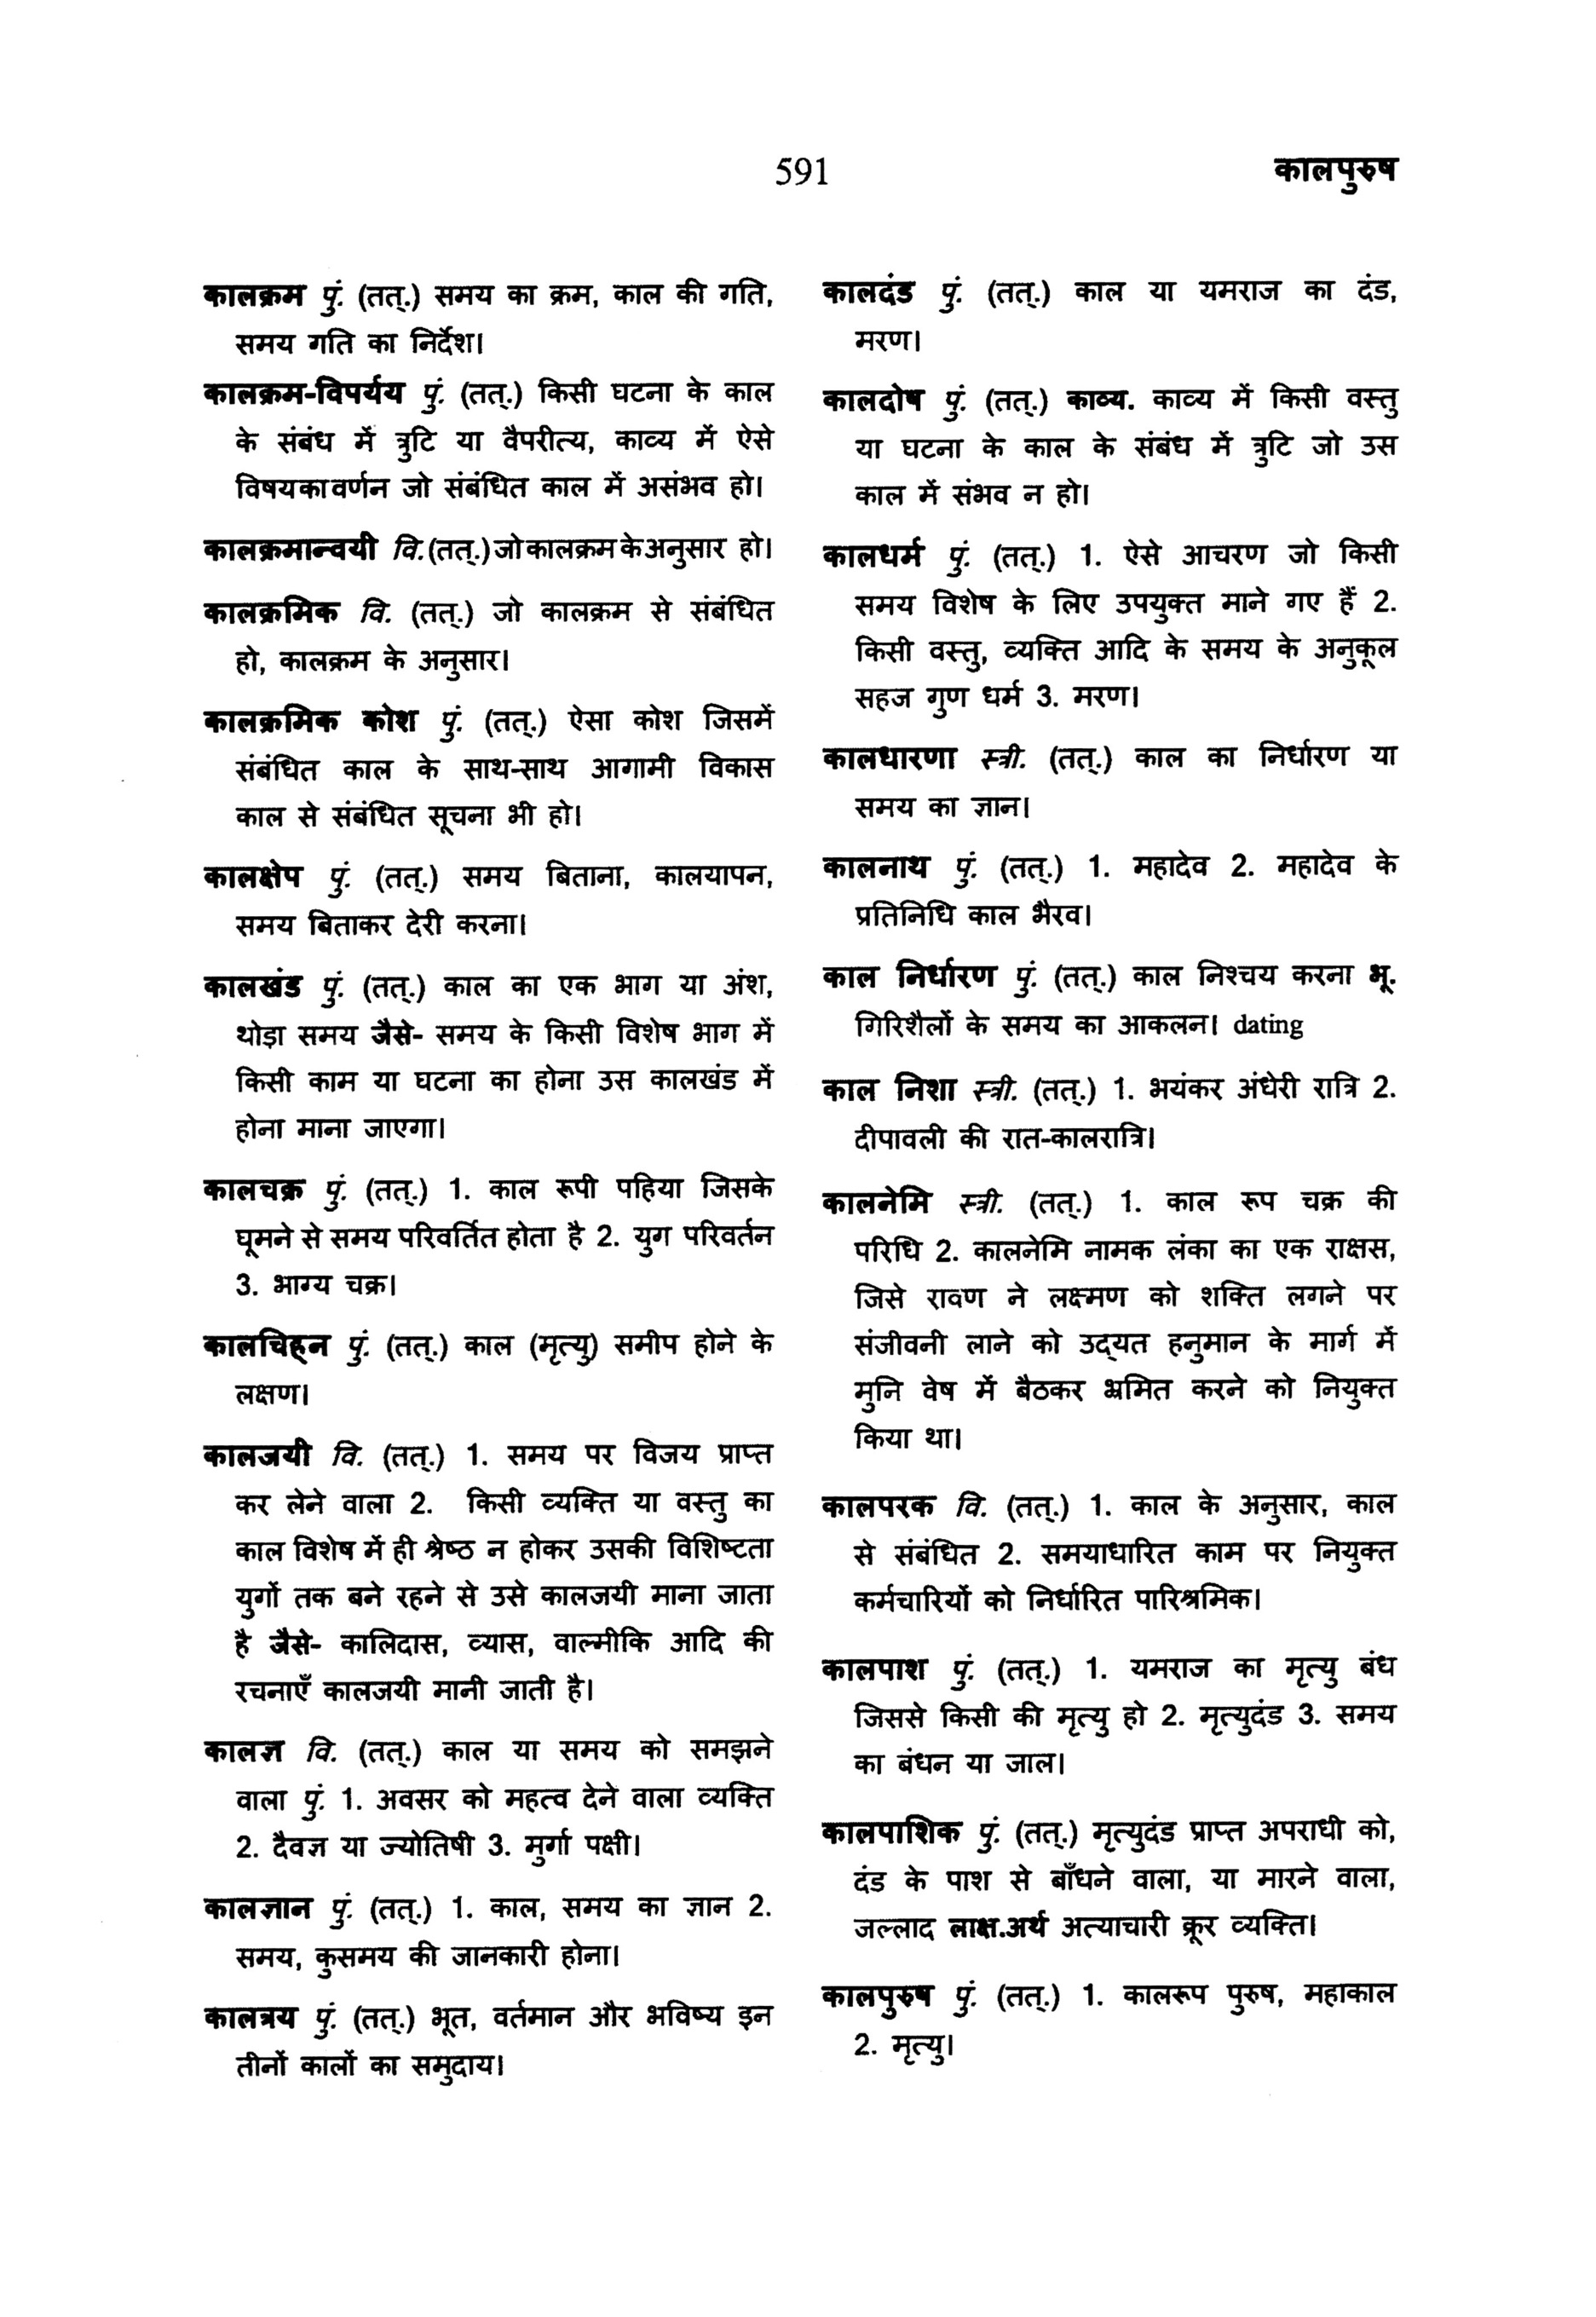 591
कालपुरुष
कालक्रम पुं. (तत्.) समय का क्रम, काल की गति,
समय गति का निर्देश।
कालक्रम-विपर्यय पुं. (तत्.) किसी घटना के काल
के संबंध में त्रुटि या वैपरीत्य, काव्य में ऐसे
विषय का वर्णन जो संबंधित काल में असंभव हो।
कालक्रमान्वयी वि. (तत्.) जो कालक्रम के अनुसार हो।
कालक्रमिक वि. (तत्.) जो कालक्रम से संबंधित
हो, कालक्रम के अनुसार।
कालक्रमिक कोश पुं. (तत्.) ऐसा कोश जिसमें
संबंधित काल के साथ-साथ आगामी विकास
काल से संबंधित सूचना भी हो।
कालक्षेप पुं. (तत्.) समय बिताना, कालयापन,
समय बिताकर देरी करना।
कालखंड पुं. (तत्.) काल का एक भाग या अंश,
थोड़ा समय जैसे- समय के किसी विशेष भाग में
किसी काम या घटना का होना उस कालखंड में
होना माना जाएगा।
कालचक्र पुं. (तत्.) 1. काल रूपी पहिया जिसके
घूमने से समय परिवर्तित होता है 2. युग परिवर्तन
3. भाग्य चक्र।
कालचिह्न पुं. (तत्.) काल (मृत्यु) समीप होने के
लक्षण।
कालजयी वि. (तत्.) 1. समय पर विजय प्राप्त
कर लेने वाला 2. किसी व्यक्ति या वस्तु का
काल विशेष में ही श्रेष्ठ न होकर उसकी विशिष्टता
युगों तक बने रहने से उसे कालजयी माना जाता
है जैसे- कालिदास, व्यास, वाल्मीकि आदि की
रचनाएँ कालजयी मानी जाती है।
कालज्ञ वि. (तत्.) काल या समय को समझने
वाला पुं. 1. अवसर को महत्व देने वाला व्यक्ति
2. दैवज्ञ या ज्योतिषी 3. मुर्गा पक्षी।
कालज्ञान पुं. (तत्.) 1. काल, समय का ज्ञान 2.
समय, कुसमय की जानकारी होना।
कालत्रय पुं. (तत्.) भूत, वर्तमान और भविष्य इन
तीनों कालों का समुदाय।
कालदंड पुं. (तत्.) काल या यमराज का दंड,
मरण।
कालदोष पुं. (तत्.) काव्य. काव्य में किसी वस्तु
या घटना के काल के संबंध में त्रुटि जो उस
काल में संभव न हो।
कालधर्म पुं. (तत्.) 1. ऐसे आचरण जो किसी
समय विशेष के लिए उपयुक्त माने गए हैं 2.
किसी वस्तु, व्यक्ति आदि के समय के अनुकूल
सहज गुण धर्म 3. मरण।
कालधारणा स्त्री. (तत्.) काल का निर्धारण या
समय का ज्ञान।
कालनाथ पुं. (तत्.) 1. महादेव 2. महादेव के
प्रतिनिधि काल भैरव।
काल निर्धारण पुं. (तत्.) काल निश्चय करना भू.
गिरिशैलों के समय का आकलन। dating
काल निशा स्त्री. (तत्.) 1. भयंकर अंधेरी रात्रि 2.
दीपावली की रात-कालरात्रि।
कालनेमि स्त्री. (तत्.) 1. काल रूप चक्र की
परिधि 2. कालनेमि नामक लंका का एक राक्षस,
जिसे रावण ने लक्ष्मण को शक्ति लगने पर
संजीवनी लाने को उद्यत हनुमान के मार्ग में
मुनि वेष में बैठकर भ्रमित करने को नियुक्त
किया था।
कालपरक वि. (तत्.) 1. काल के अनुसार, काल
से संबंधित 2. समयाधारित काम पर नियुक्त
कर्मचारियों को निर्धारित पारिश्रमिक।
कालपाश पुं. (तत्.) 1. यमराज का मृत्यु बंध
जिससे किसी की मृत्यु हो 2. मृत्युदंड 3. समय
का बंधन या जाल।
कालपाशिक पुं. (तत्.) मृत्युदंड प्राप्त अपराधी को,
दंड के पाश से बाँधने वाला, या मारने वाला,
जल्लाद लाक्ष.अर्थ अत्याचारी क्रूर व्यक्ति।
कालपुरुष पुं. (तत्.) 1. कालरूप पुरुष, महाकाल
2. मृत्यु।